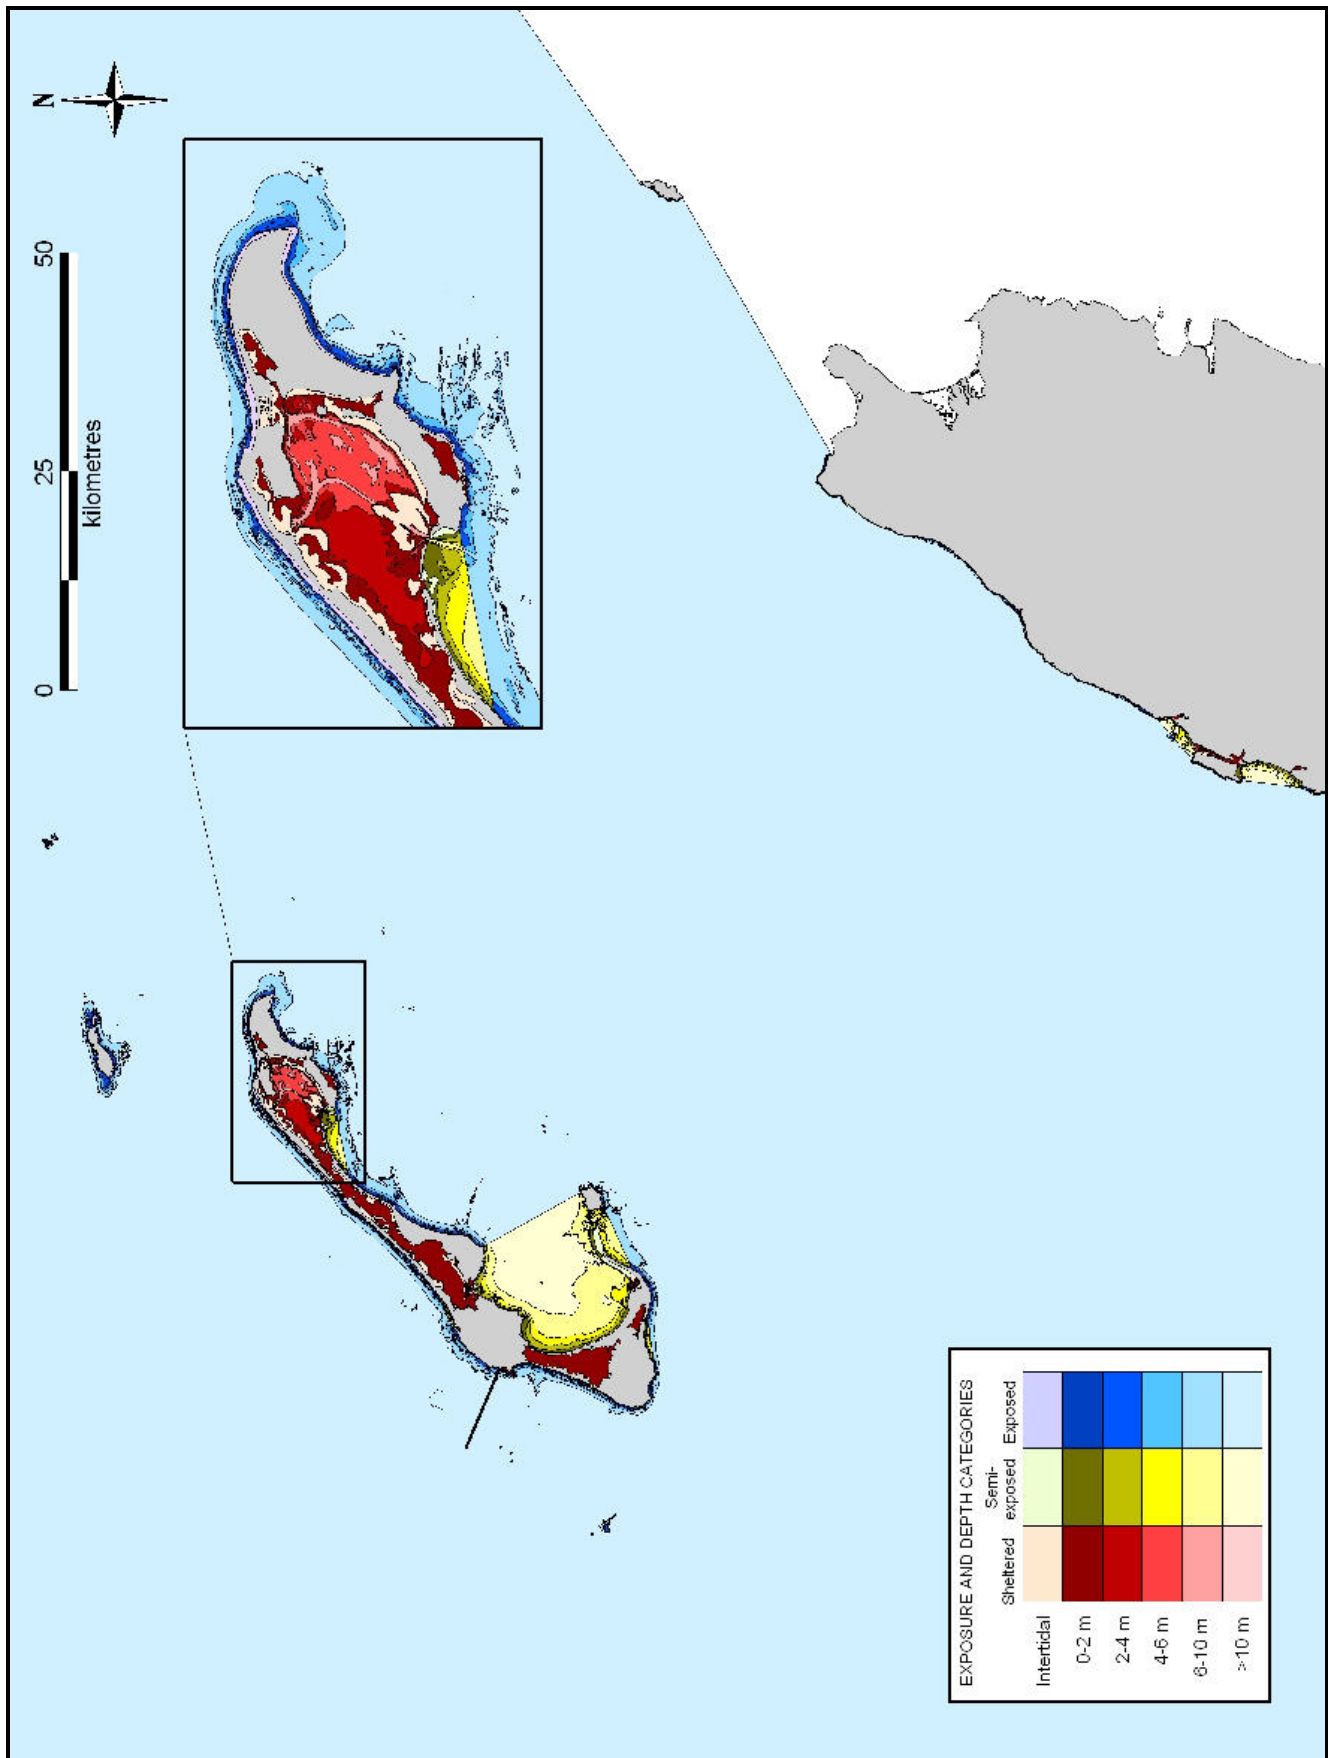 N
0 25 50
kilometres
EXPOSURE AND DEPTH CATEGORIES
Semi-
Sheltered exposed Exposed
Intertidal
0-2 m
2-4 m
4-6 m
6-10 m
>10 m